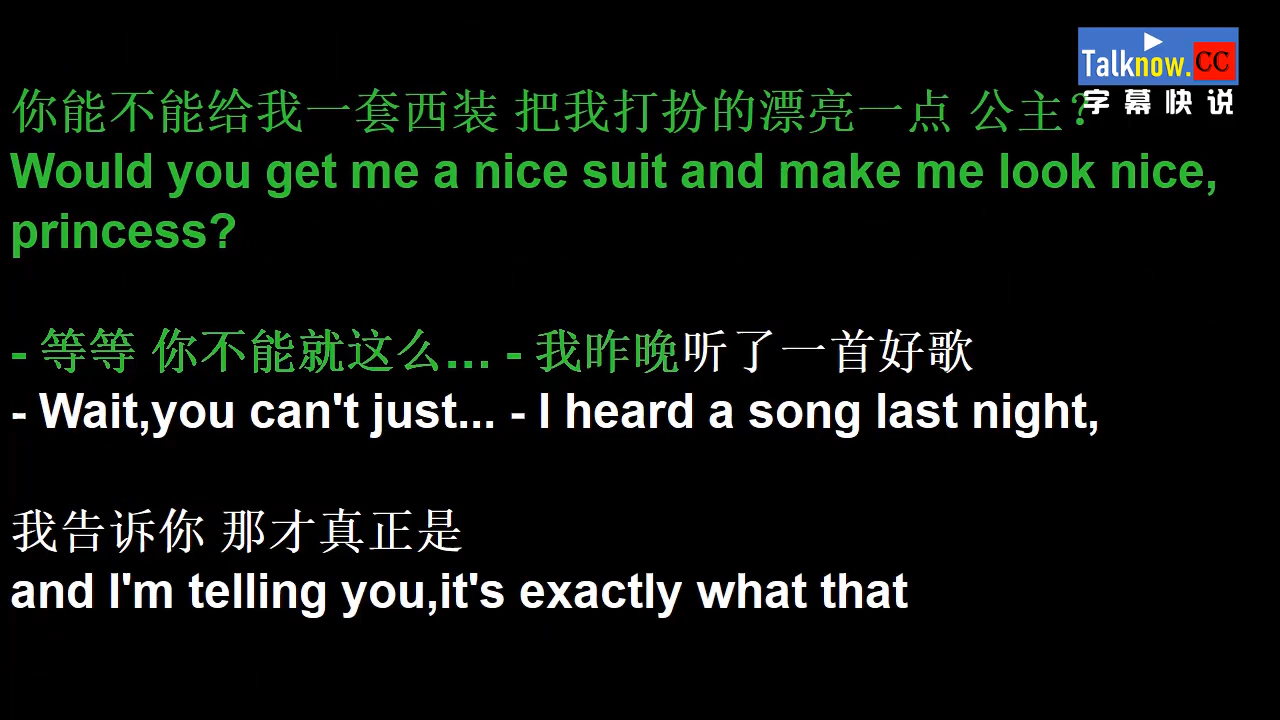 Talknow.CC
字幕快说
你能不能给我一套西装 把我打扮的漂亮一点 公主?
Would you get me a nice suit and make me look nice,
princess?
- 等等 你不能就这么... - 我昨晚听了一首好歌
- Wait,you can't just... - I heard a song last night,
我告诉你 那才真正是
and I'm telling you,it's exactly what that